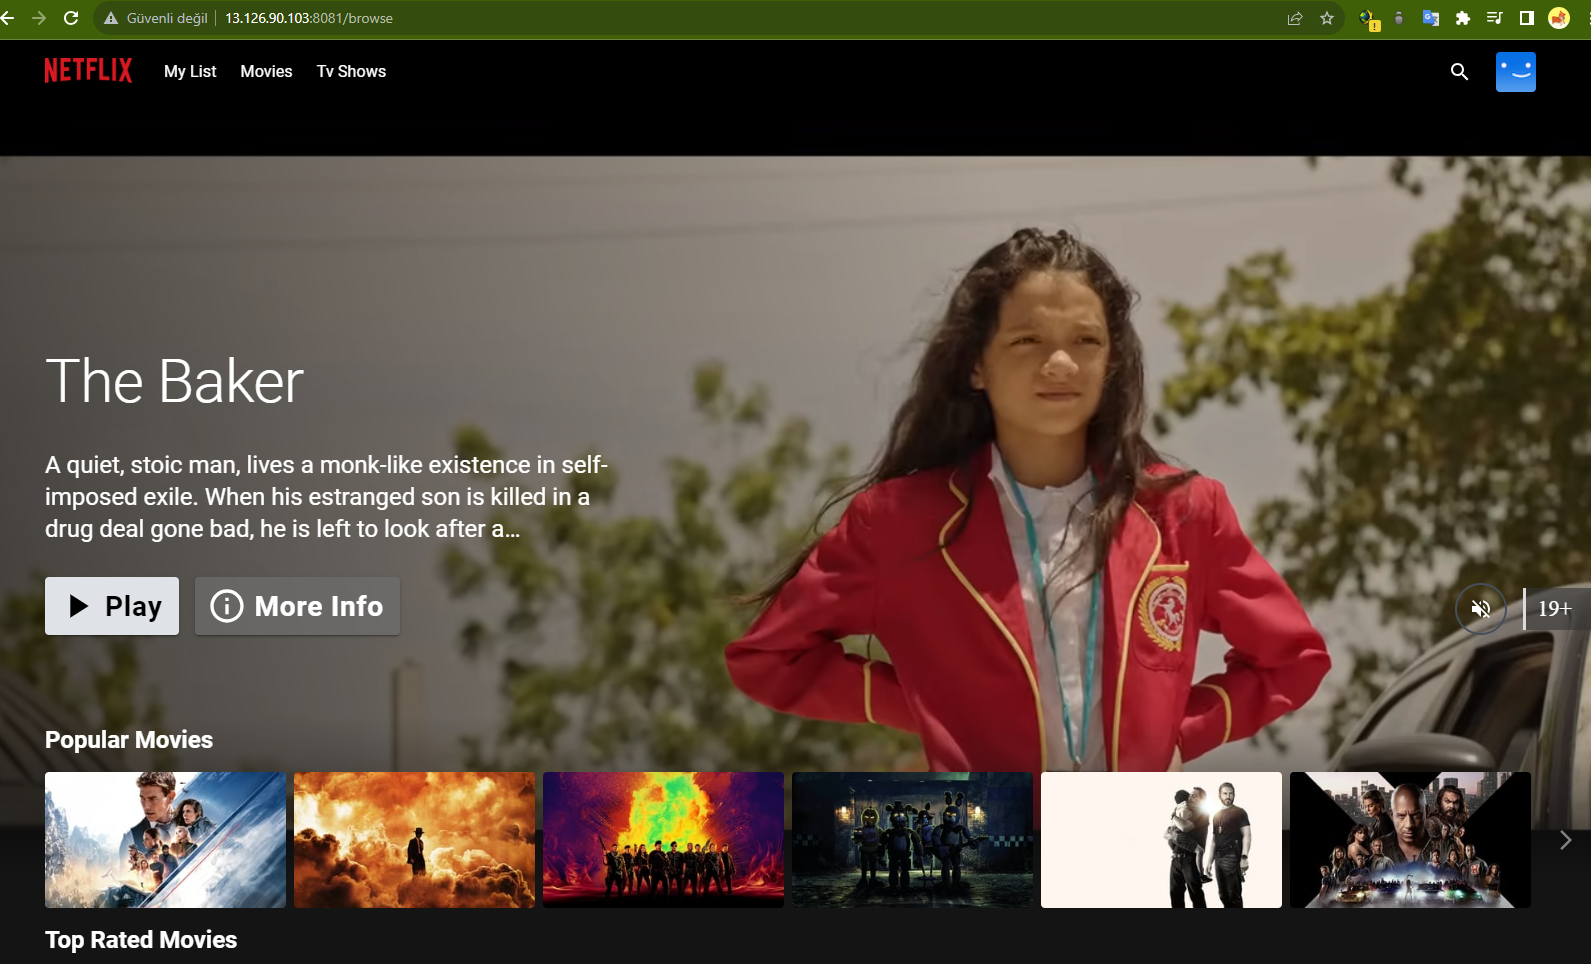 Güvenli değil 13.126.90.103:8081/browse
NETFLIX My List Movies Tv Shows
The Baker
A quiet, stoic man, lives a monk-like existence in self-
imposed exile. When his estranged son is killed in a
drug deal gone bad, he is left to look after a...
Play More Info
19+
Popular Movies
Top Rated Movies